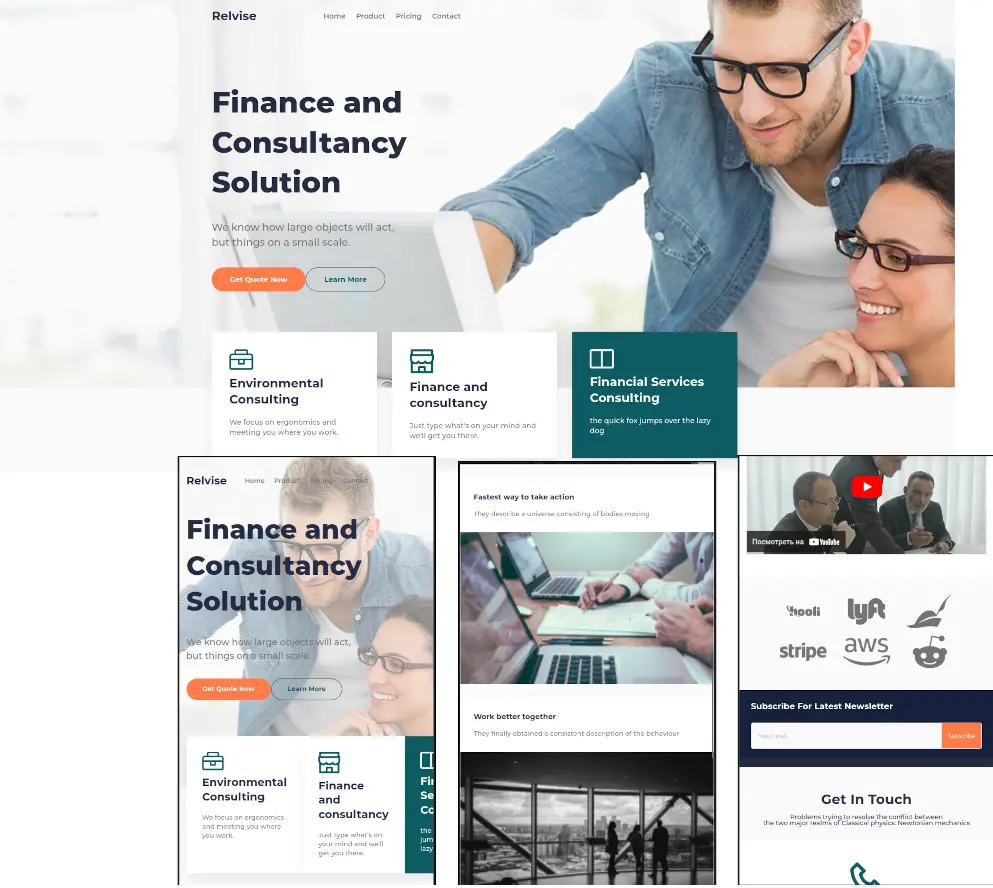 Relvise
Home Product Pricing Contact
Finance and
Consultancy
Solution
We know how large objects will act,
but things on a small scale.
Get Quote Now
Learn More
Environmental
Consulting
We focus on ergonomics and
meeting you where you work.
Finance and
consultancy
Just type what's on your mind and
we'll get you there.
Financial Services
Consulting
the quick fox jumps over the lazy
dog
Relvise
Home Product Pricing Contact
Finance and
Consultancy
Solution
We know how large objects will act,
but things on a small scale.
Get Quote Now
Learn More
Environmental
Consulting
We focus on ergonomics
and meeting you where
you work.
Finance
and
consultancy
Just type what's on
your mind and we'll
get you there.
Fin
Se
Co
the
jum
lazy
Fastest way to take action
They describe a universe consisting of bodies moving
Work better together
They finally obtained a consistent description of the behaviour
Посмотреть на YouTube
hooli
lyft
stripe
aws
Subscribe For Latest Newsletter
Your Email
Subscribe
Get In Touch
Problems trying to resolve the conflict between
the two major realms of Classical physics: Newtonian mechanics